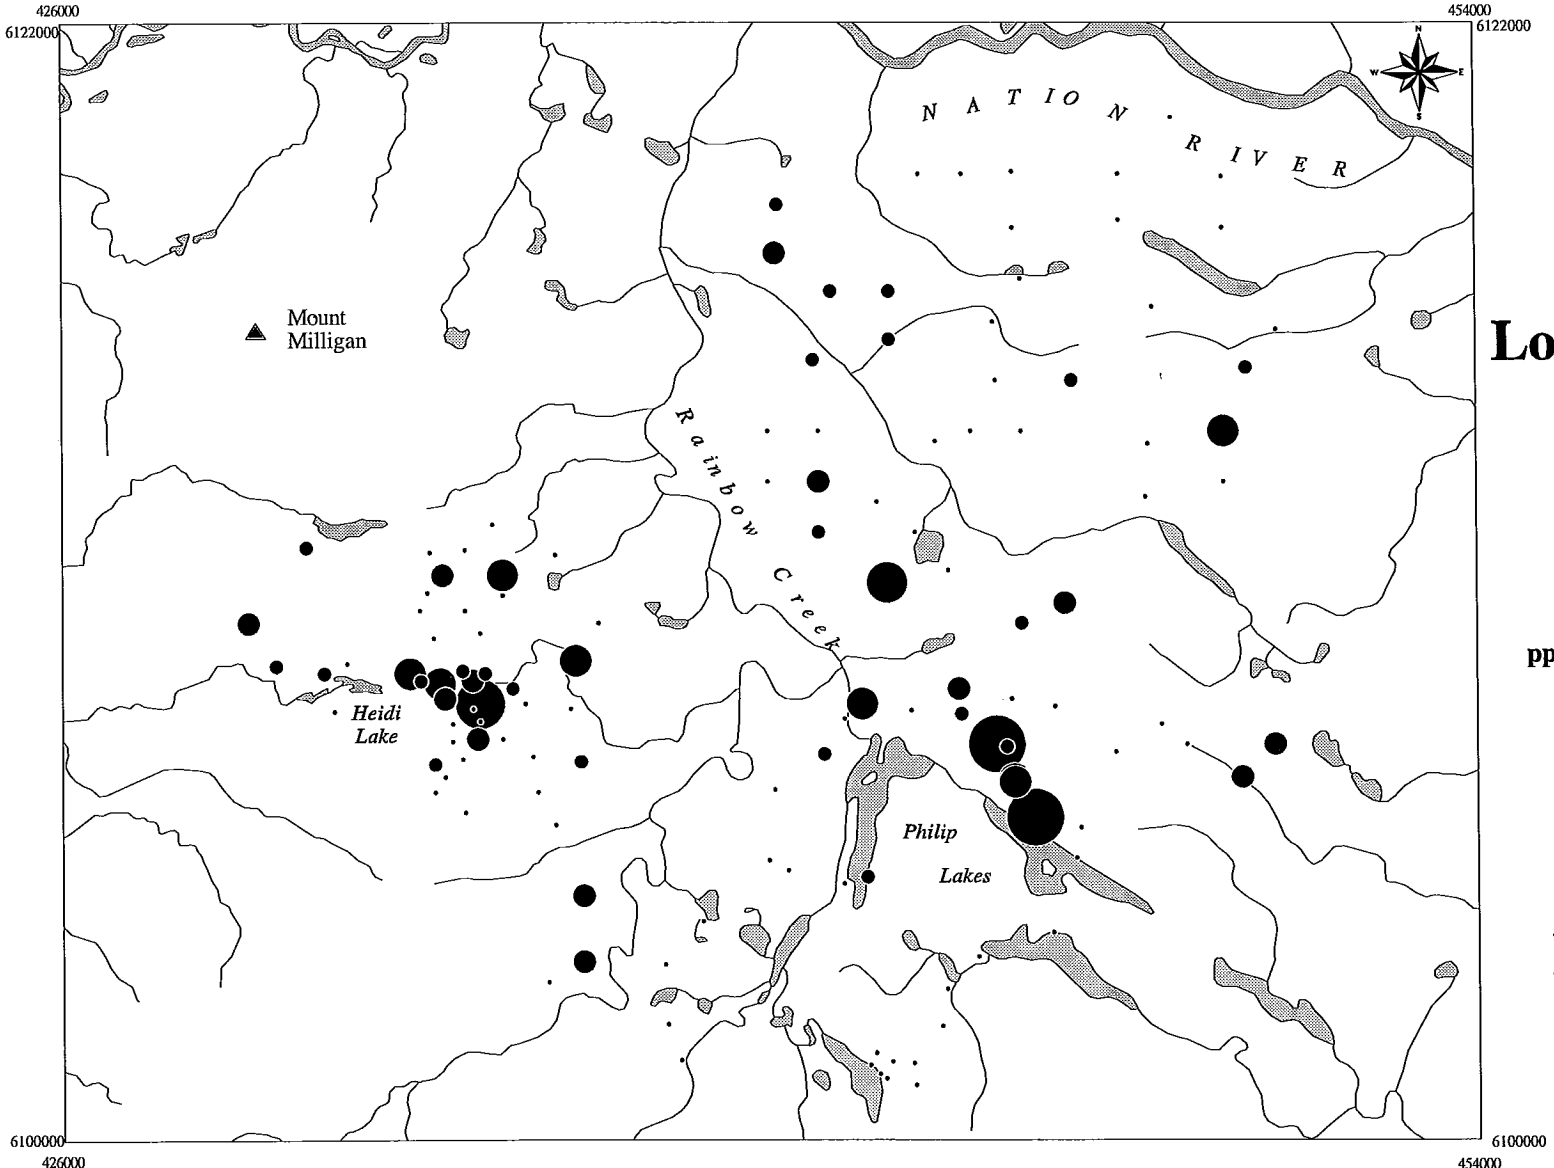 426000
454000
6122000
6122000
N
W E
S
NATION RIVER
Mount
Milligan
Lo
Rainbow Creek
pp
Heidi
Lake
Philip
Lakes
6100000
6100000
426000
454000